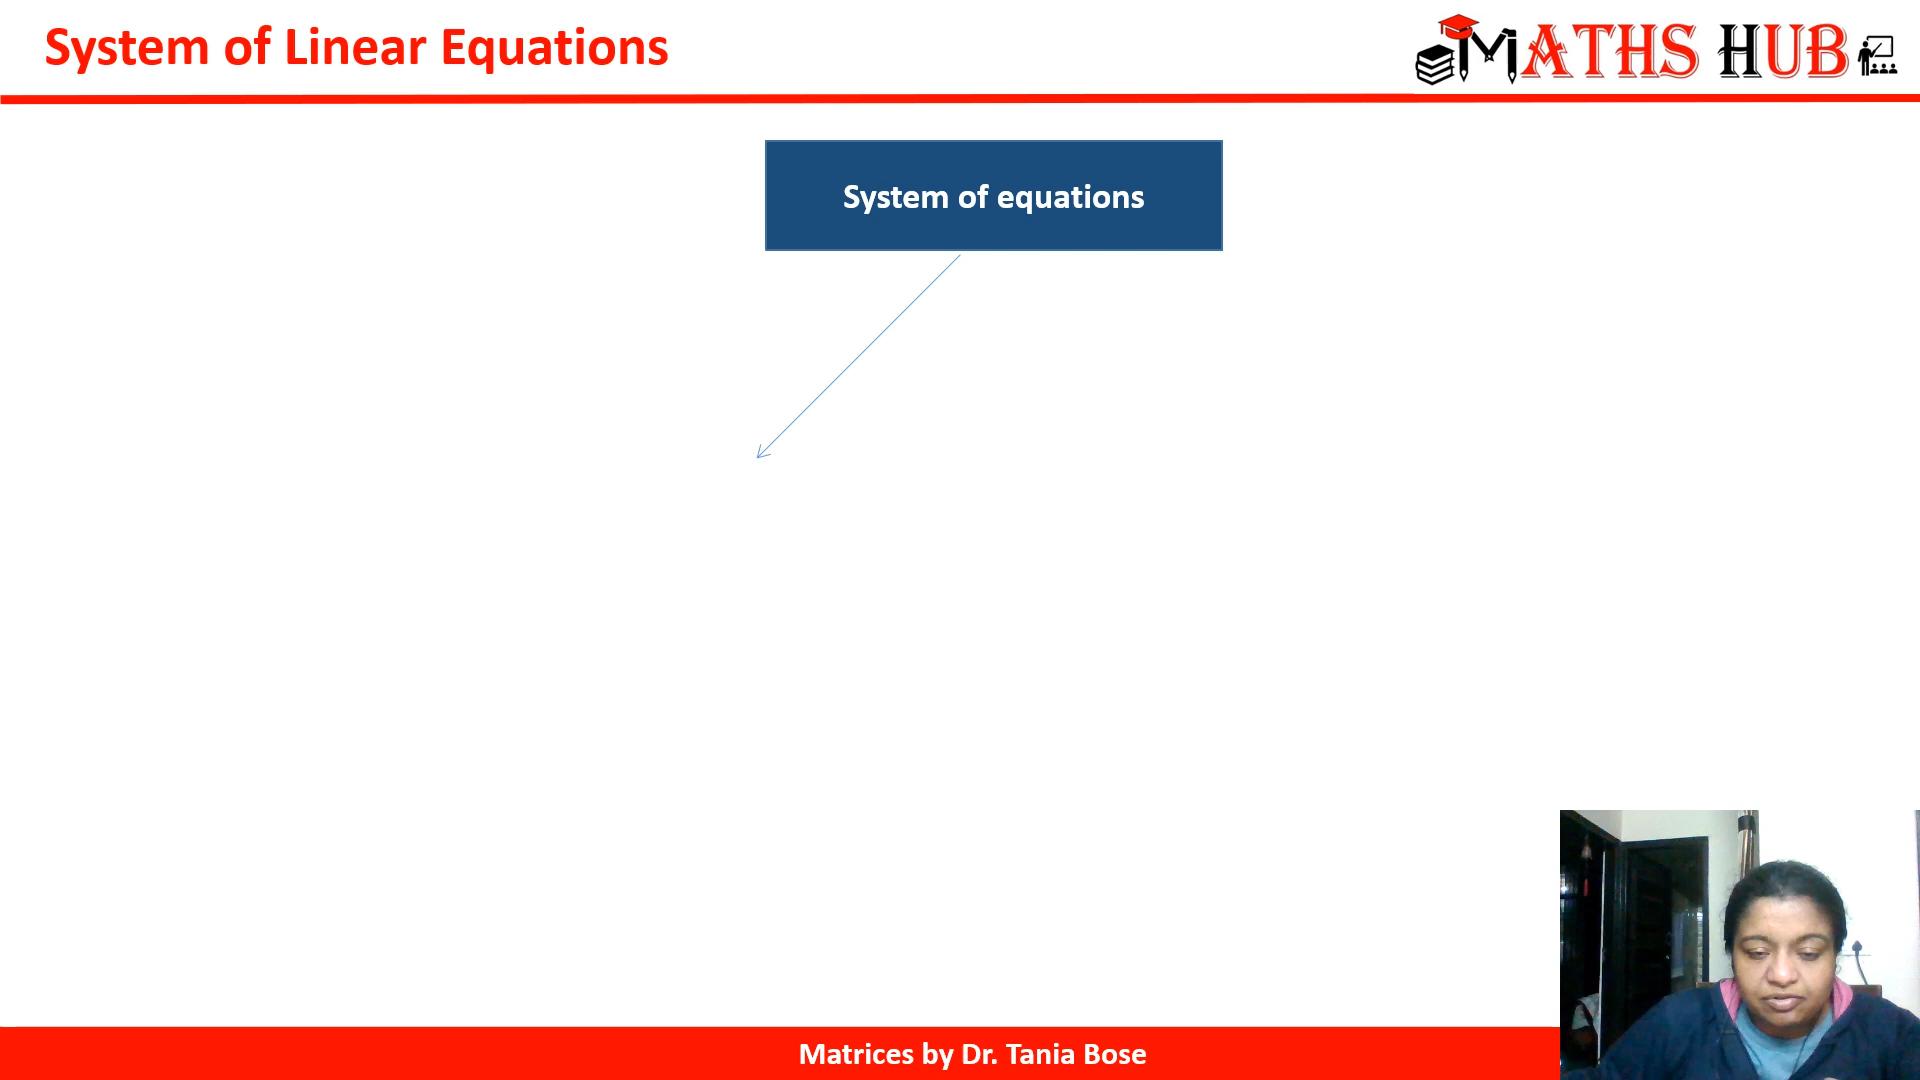 System of Linear Equations
MATHS HUB
System of equations
Matrices by Dr. Tania Bose